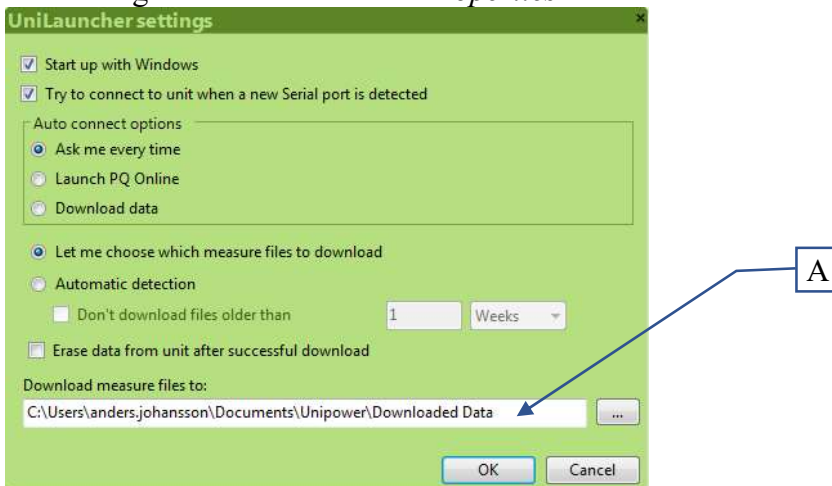 UniLauncher settings
Start up with Windows
Try to connect to unit when a new Serial port is detected
Auto connect options
Ask me every time
Launch PQ Online
Download data
Let me choose which measure files to download
A
Automatic detection
Don't download files older than 1 Weeks
Erase data from unit after successful download
Download measure files to:
C:\Users\anders.johansson\Documents\Unipower\Downloaded Data ...
OK Cancel